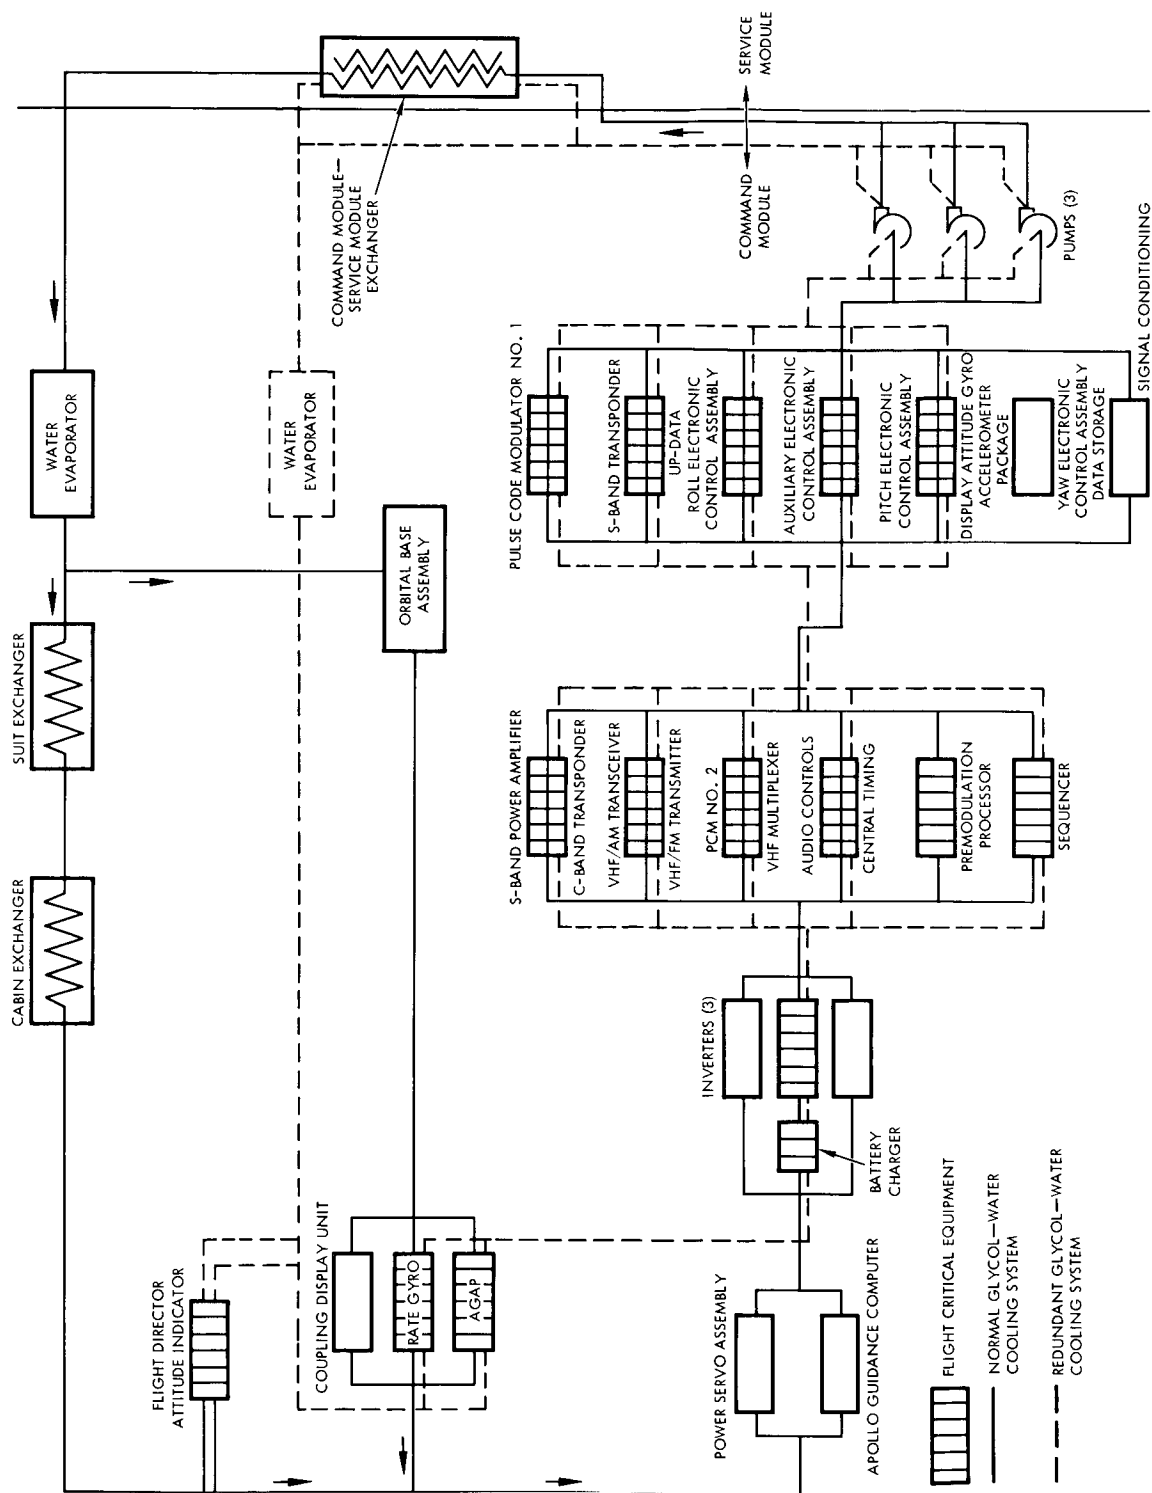 SERVICE
MODULE
COMMAND
MODULE
COMMAND MODULE—
SERVICE MODULE
EXCHANGER
PUMPS (3)
WATER
EVAPORATOR
WATER
EVAPORATOR
ORBITAL BASE
ASSEMBLY
SUIT EXCHANGER
CABIN EXCHANGER
PULSE CODE MODULATOR NO. 1
S-BAND TRANSPONDER
UP-DATA
ROLL ELECTRONIC
CONTROL ASSEMBLY
AUXILIARY ELECTRONIC
CONTROL ASSEMBLY
PITCH ELECTRONIC
CONTROL ASSEMBLY
DISPLAY ATTITUDE GYRO
ACCELEROMETER
PACKAGE
YAW ELECTRONIC
CONTROL ASSEMBLY
DATA STORAGE
SIGNAL CONDITIONING
S-BAND POWER AMPLIFIER
C-BAND TRANSPONDER
VHF/AM TRANSCEIVER
VHF/FM TRANSMITTER
PCM NO. 2
VHF MULTIPLEXER
AUDIO CONTROLS
CENTRAL TIMING
PREMODULATION
PROCESSOR
SEQUENCER
INVERTERS (3)
BATTERY
CHARGER
FLIGHT DIRECTOR
ATTITUDE INDICATOR
COUPLING DISPLAY UNIT
RATE GYRO
AGAP
POWER SERVO ASSEMBLY
APOLLO GUIDANCE COMPUTER
FLIGHT CRITICAL EQUIPMENT
NORMAL GLYCOL—WATER
COOLING SYSTEM
REDUNDANT GLYCOL—WATER
COOLING SYSTEM